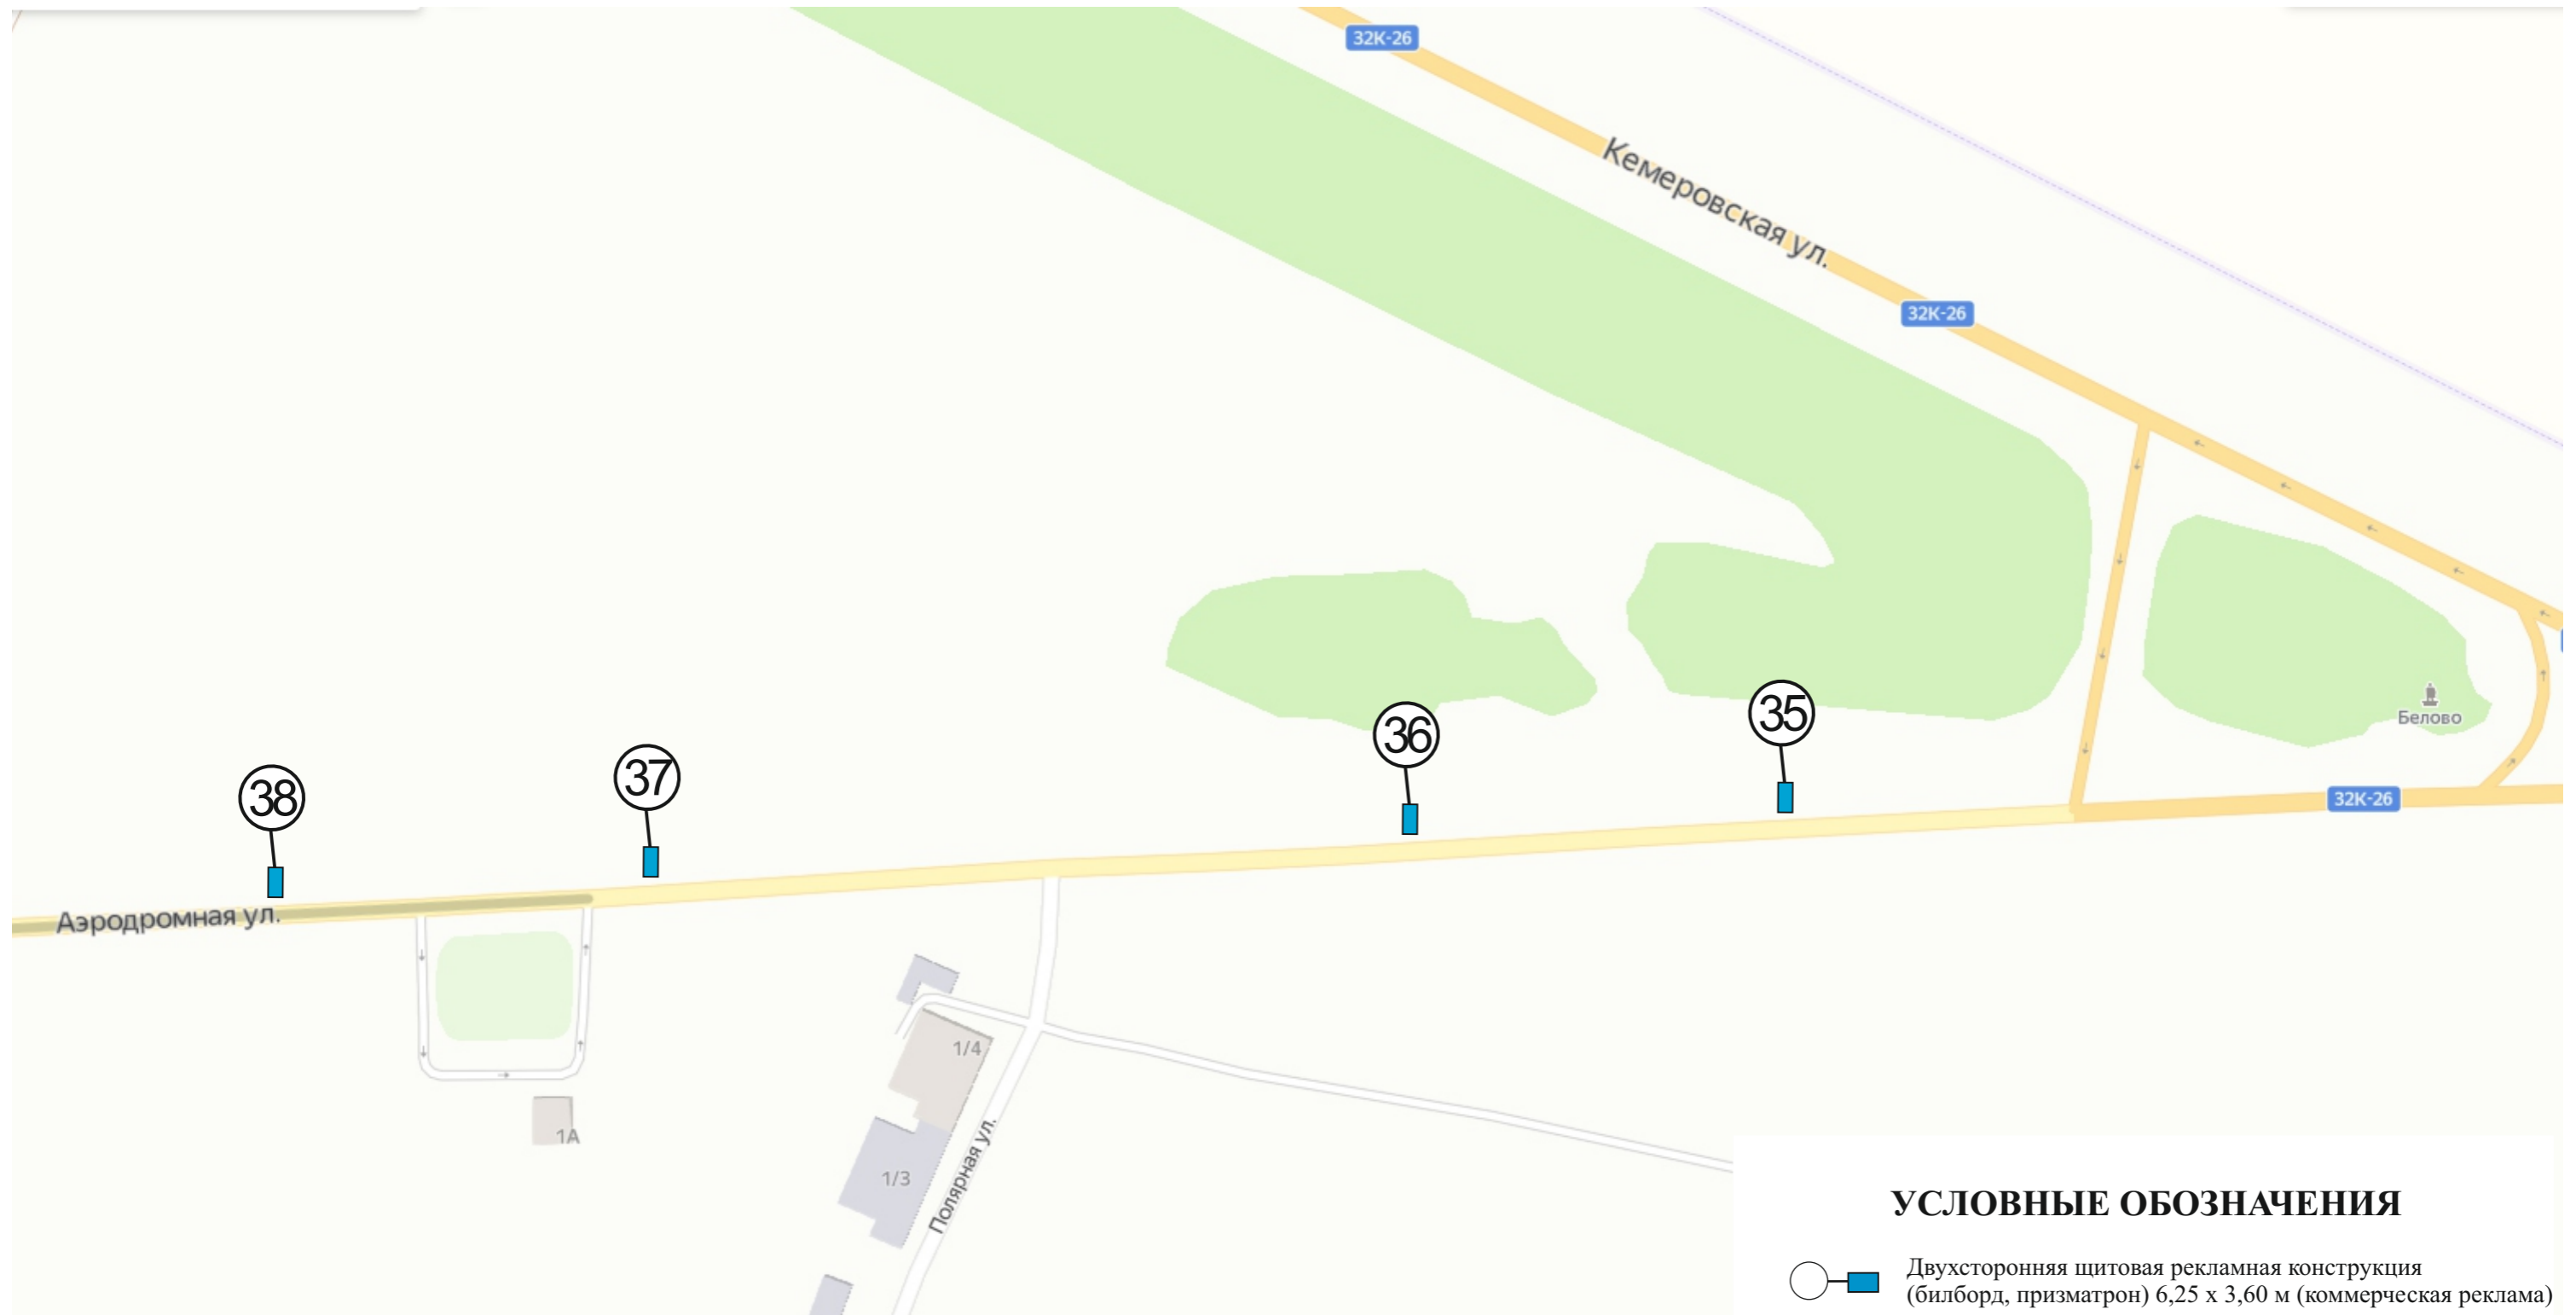 32К-26
Кемеровская ул.
32К-26
35
36
Белово
37
38
32К-26
Аэродромная ул.
1/4
1А
1/3
Полярная ул.
УСЛОВНЫЕ ОБОЗНАЧЕНИЯ
Двухсторонняя щитовая рекламная конструкция
(билборд, призматрон) 6,25 х 3,60 м (коммерческая реклама)